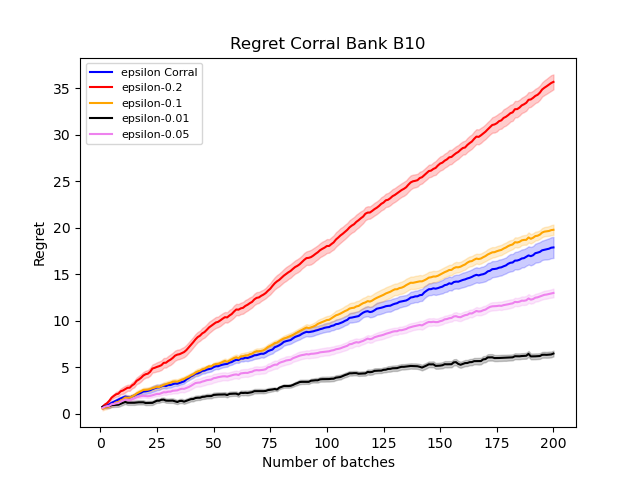 Regret Corral Bank B10
epsilon Corral
epsilon-0.2
epsilon-0.1
epsilon-0.01
epsilon-0.05
Regret
35
30
25
20
15
10
5
0
0 25 50 75 100 125 150 175 200
Number of batches